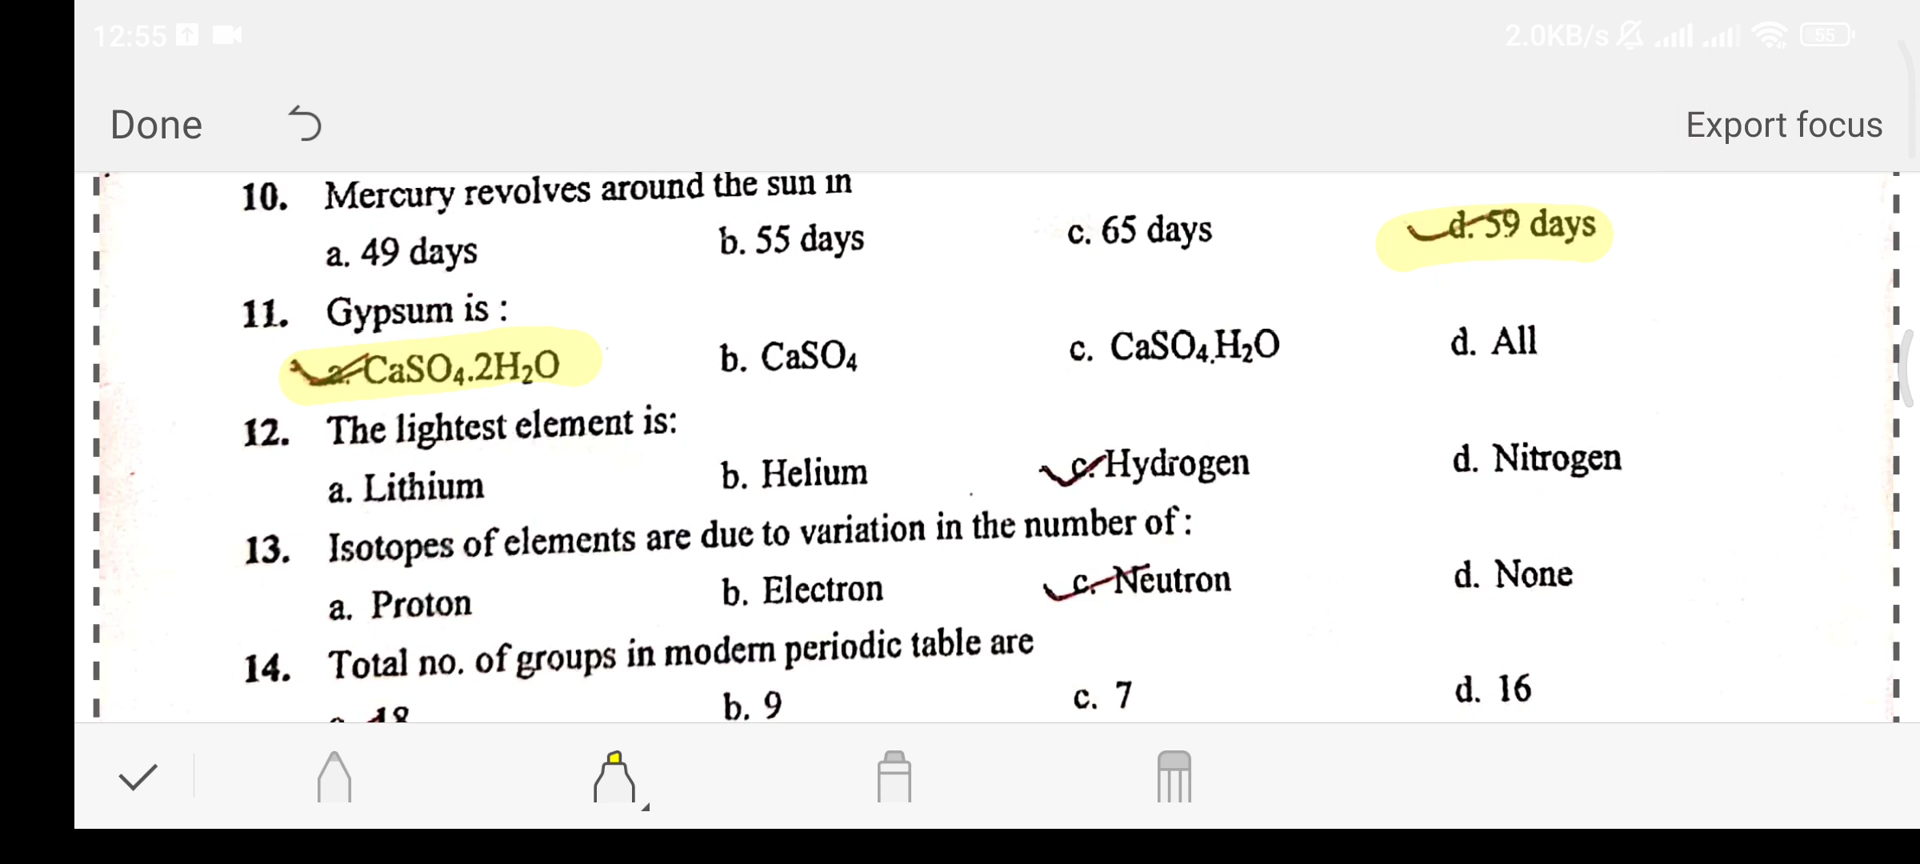 12:55 2.0KB/s 55
Done Export focus
10. Mercury revolves around the sun in
a. 49 days b. 55 days c. 65 days d. 59 days
11. Gypsum is :
a. CaSO₄.2H₂O b. CaSO₄ c. CaSO₄.H₂O d. All
12. The lightest element is:
a. Lithium b. Helium c. Hydrogen d. Nitrogen
13. Isotopes of elements are due to variation in the number of :
a. Proton b. Electron c. Neutron d. None
14. Total no. of groups in modern periodic table are
a. 18 b. 9 c. 7 d. 16